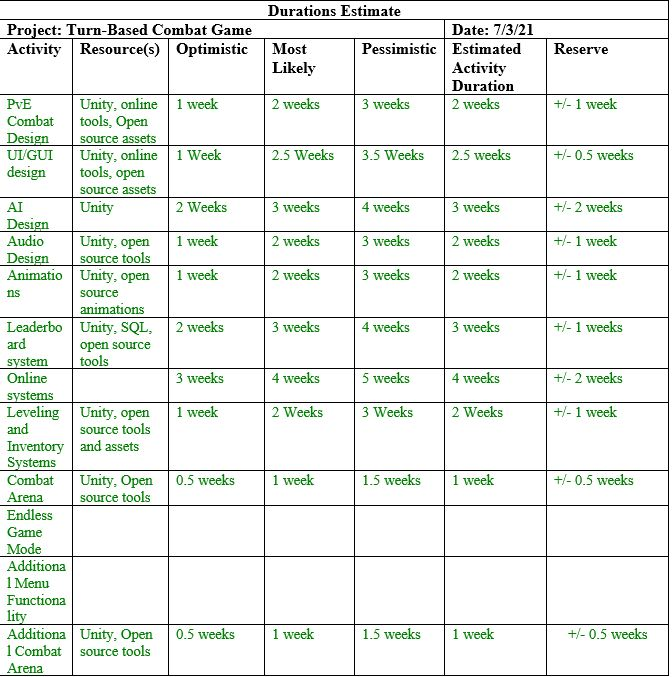 Durations Estimate
Project: Turn-Based Combat Game Date: 7/3/21
Activity Resource(s) Optimistic Most Likely Pessimistic Estimated Activity Duration Reserve
PvE Combat Design Unity, online tools, Open source assets 1 week 2 weeks 3 weeks 2 weeks +/- 1 week
UI/GUI design Unity, online tools, open source assets 1 Week 2.5 Weeks 3.5 Weeks 2.5 weeks +/- 0.5 weeks
AI Design Unity 2 Weeks 3 weeks 4 weeks 3 weeks +/- 2 weeks
Audio Design Unity, open source tools 1 week 2 weeks 3 weeks 2 weeks +/- 1 week
Animatio ns Unity, open source animations 1 week 2 weeks 3 weeks 2 weeks +/- 1 week
Leaderbo ard system Unity, SQL, open source tools 2 weeks 3 weeks 4 weeks 3 weeks +/- 1 weeks
Online systems 3 weeks 4 weeks 5 weeks 4 weeks +/- 2 weeks
Leveling and Inventory Systems Unity, open source tools and assets 1 week 2 Weeks 3 Weeks 2 Weeks +/- 1 week
Combat Arena Unity, Open source tools 0.5 weeks 1 week 1.5 weeks 1 week +/- 0.5 weeks
Endless Game Mode
Additiona l Menu Functiona lity
Additiona l Combat Arena Unity, Open source tools 0.5 weeks 1 week 1.5 weeks 1 week +/- 0.5 weeks